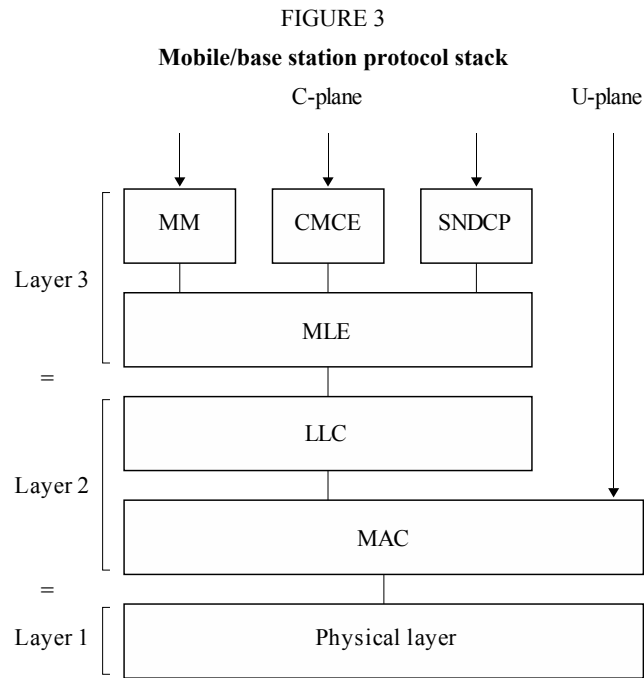 FIGURE 3
Mobile/base station protocol stack
C-plane U-plane
MM CMCE SNDCP
Layer 3
MLE
=
LLC
Layer 2
MAC
=
Layer 1 Physical layer